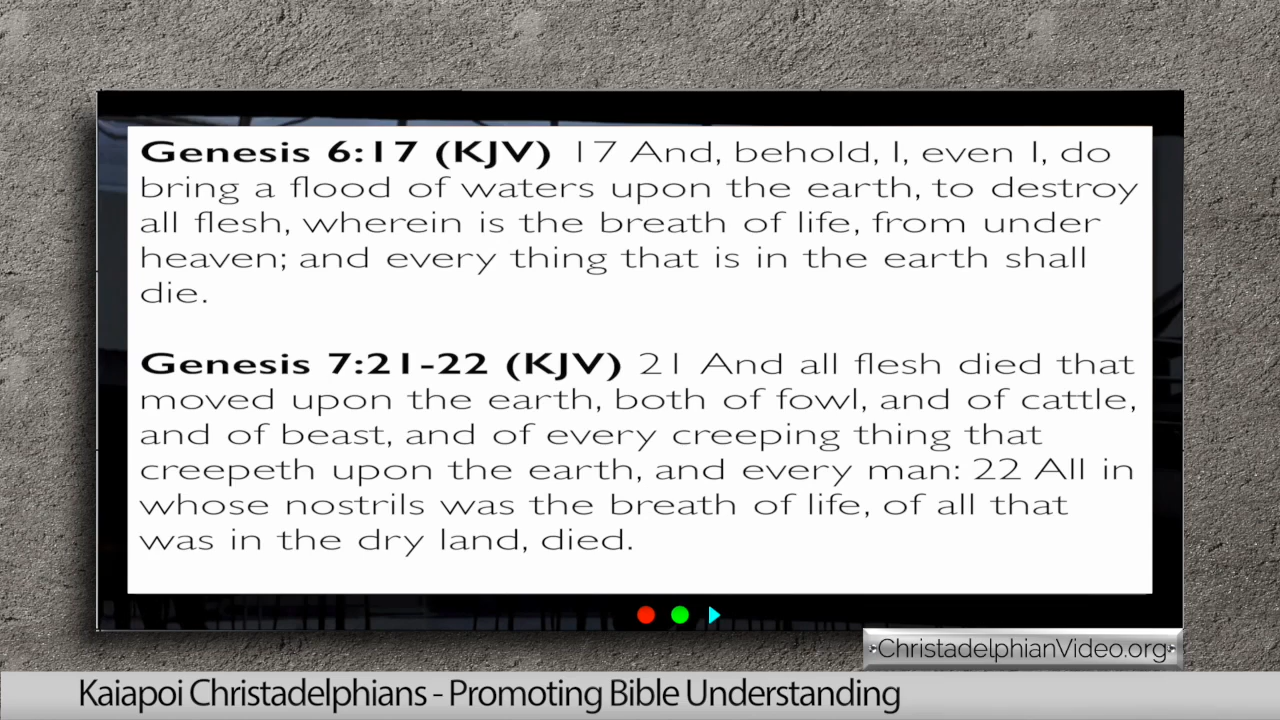 Genesis 6:17 (KJV) 17 And, behold, I, even I, do
bring a flood of waters upon the earth, to destroy
all flesh, wherein is the breath of life, from under
heaven; and every thing that is in the earth shall
die.
Genesis 7:21-22 (KJV) 21 And all flesh died that
moved upon the earth, both of fowl, and of cattle,
and of beast, and of every creeping thing that
creepeth upon the earth, and every man: 22 All in
whose nostrils was the breath of life, of all that
was in the dry land, died.
ChristadelphianVideo.org
Kaiapoi Christadelphians - Promoting Bible Understanding